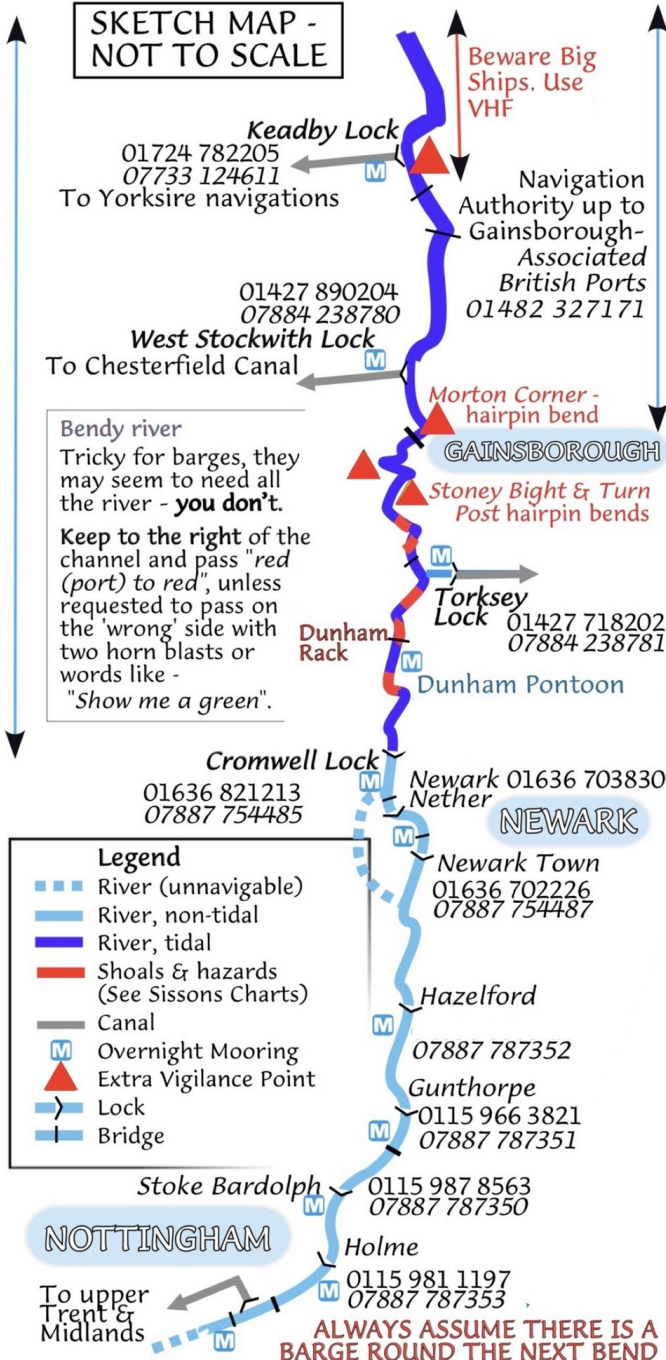 SKETCH MAP -
NOT TO SCALE
Beware Big
Ships. Use
VHF
Keadby Lock
01724 782205
07733 124611
M
To Yorksire navigations
Navigation
Authority up to
Gainsborough-
Associated
British Ports
01482 327171
01427 890204
07884 238780
West Stockwith Lock
M
To Chesterfield Canal
Morton Corner -
hairpin bend
GAINSBOROUGH
Bendy river
Tricky for barges, they
may seem to need all
the river - you don't.
Keep to the right of the
channel and pass "red
(port) to red", unless
requested to pass on
the 'wrong' side with
two horn blasts or
words like -
"Show me a green".
Stoney Bight & Turn
Post hairpin bends
M
Torksey
Lock
01427 718202
07884 238781
Dunham
Rack
M
Dunham Pontoon
Cromwell Lock
M
01636 821213
07887 754485
Newark 01636 703830
Nether
NEWARK
M
Newark Town
01636 702226
07887 754487
Legend
River (unnavigable)
River, non-tidal
River, tidal
Shoals & hazards
(See Sissons Charts)
Canal
M Overnight Mooring
Extra Vigilance Point
Lock
Bridge
Hazelford
M
07887 787352
Gunthorpe
0115 966 3821
M
07887 787351
Stoke Bardolph
M
0115 987 8563
07887 787350
NOTTINGHAM
Holme
M
0115 981 1197
07887 787353
To upper
Trent &
Midlands
M
ALWAYS ASSUME THERE IS A
BARGE ROUND THE NEXT BEND